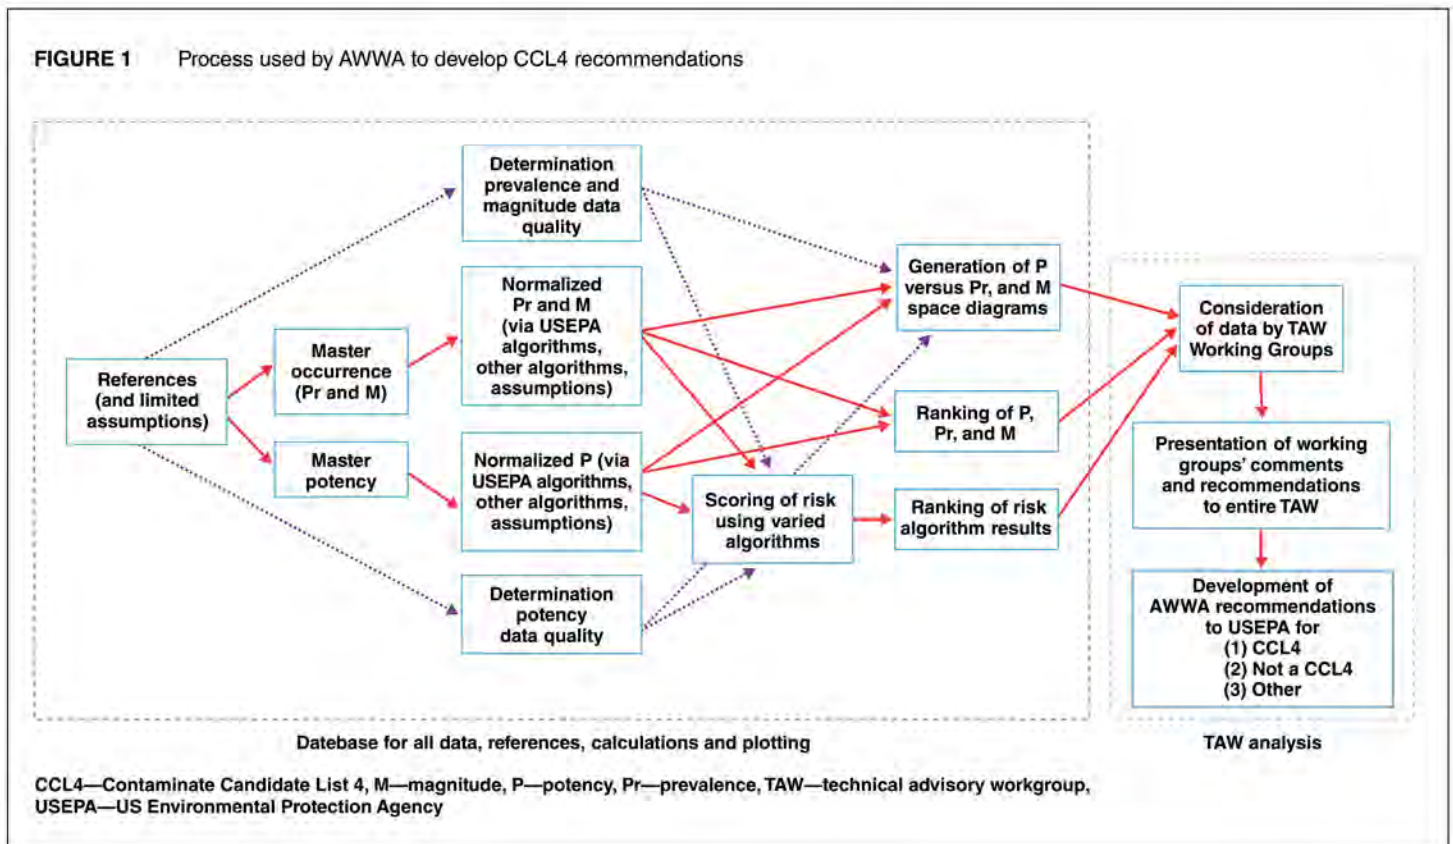 FIGURE 1 Process used by AWWA to develop CCL4 recommendations
Determination
prevalence and
magnitude data
quality
Normalized
Pr and M
(via USEPA
algorithms,
other algorithms,
assumptions)
Generation of P
versus Pr, and M
space diagrams
Consideration
of data by TAW
Working Groups
Master
occurrence
(Pr and M)
References
(and limited
assumptions)
Ranking of P,
Pr, and M
Master
potency
Normalized P (via
USEPA algorithms,
other algorithms,
assumptions)
Presentation of working
groups' comments
and recommendations
to entire TAW
Scoring of risk
using varied
algorithms
Ranking of risk
algorithm results
Determination
potency
data quality
Development of
AWWA recommendations
to USEPA for
(1) CCL4
(2) Not a CCL4
(3) Other
Datebase for all data, references, calculations and plotting
TAW analysis
CCL4—Contaminate Candidate List 4, M—magnitude, P—potency, Pr—prevalence, TAW—technical advisory workgroup,
USEPA—US Environmental Protection Agency